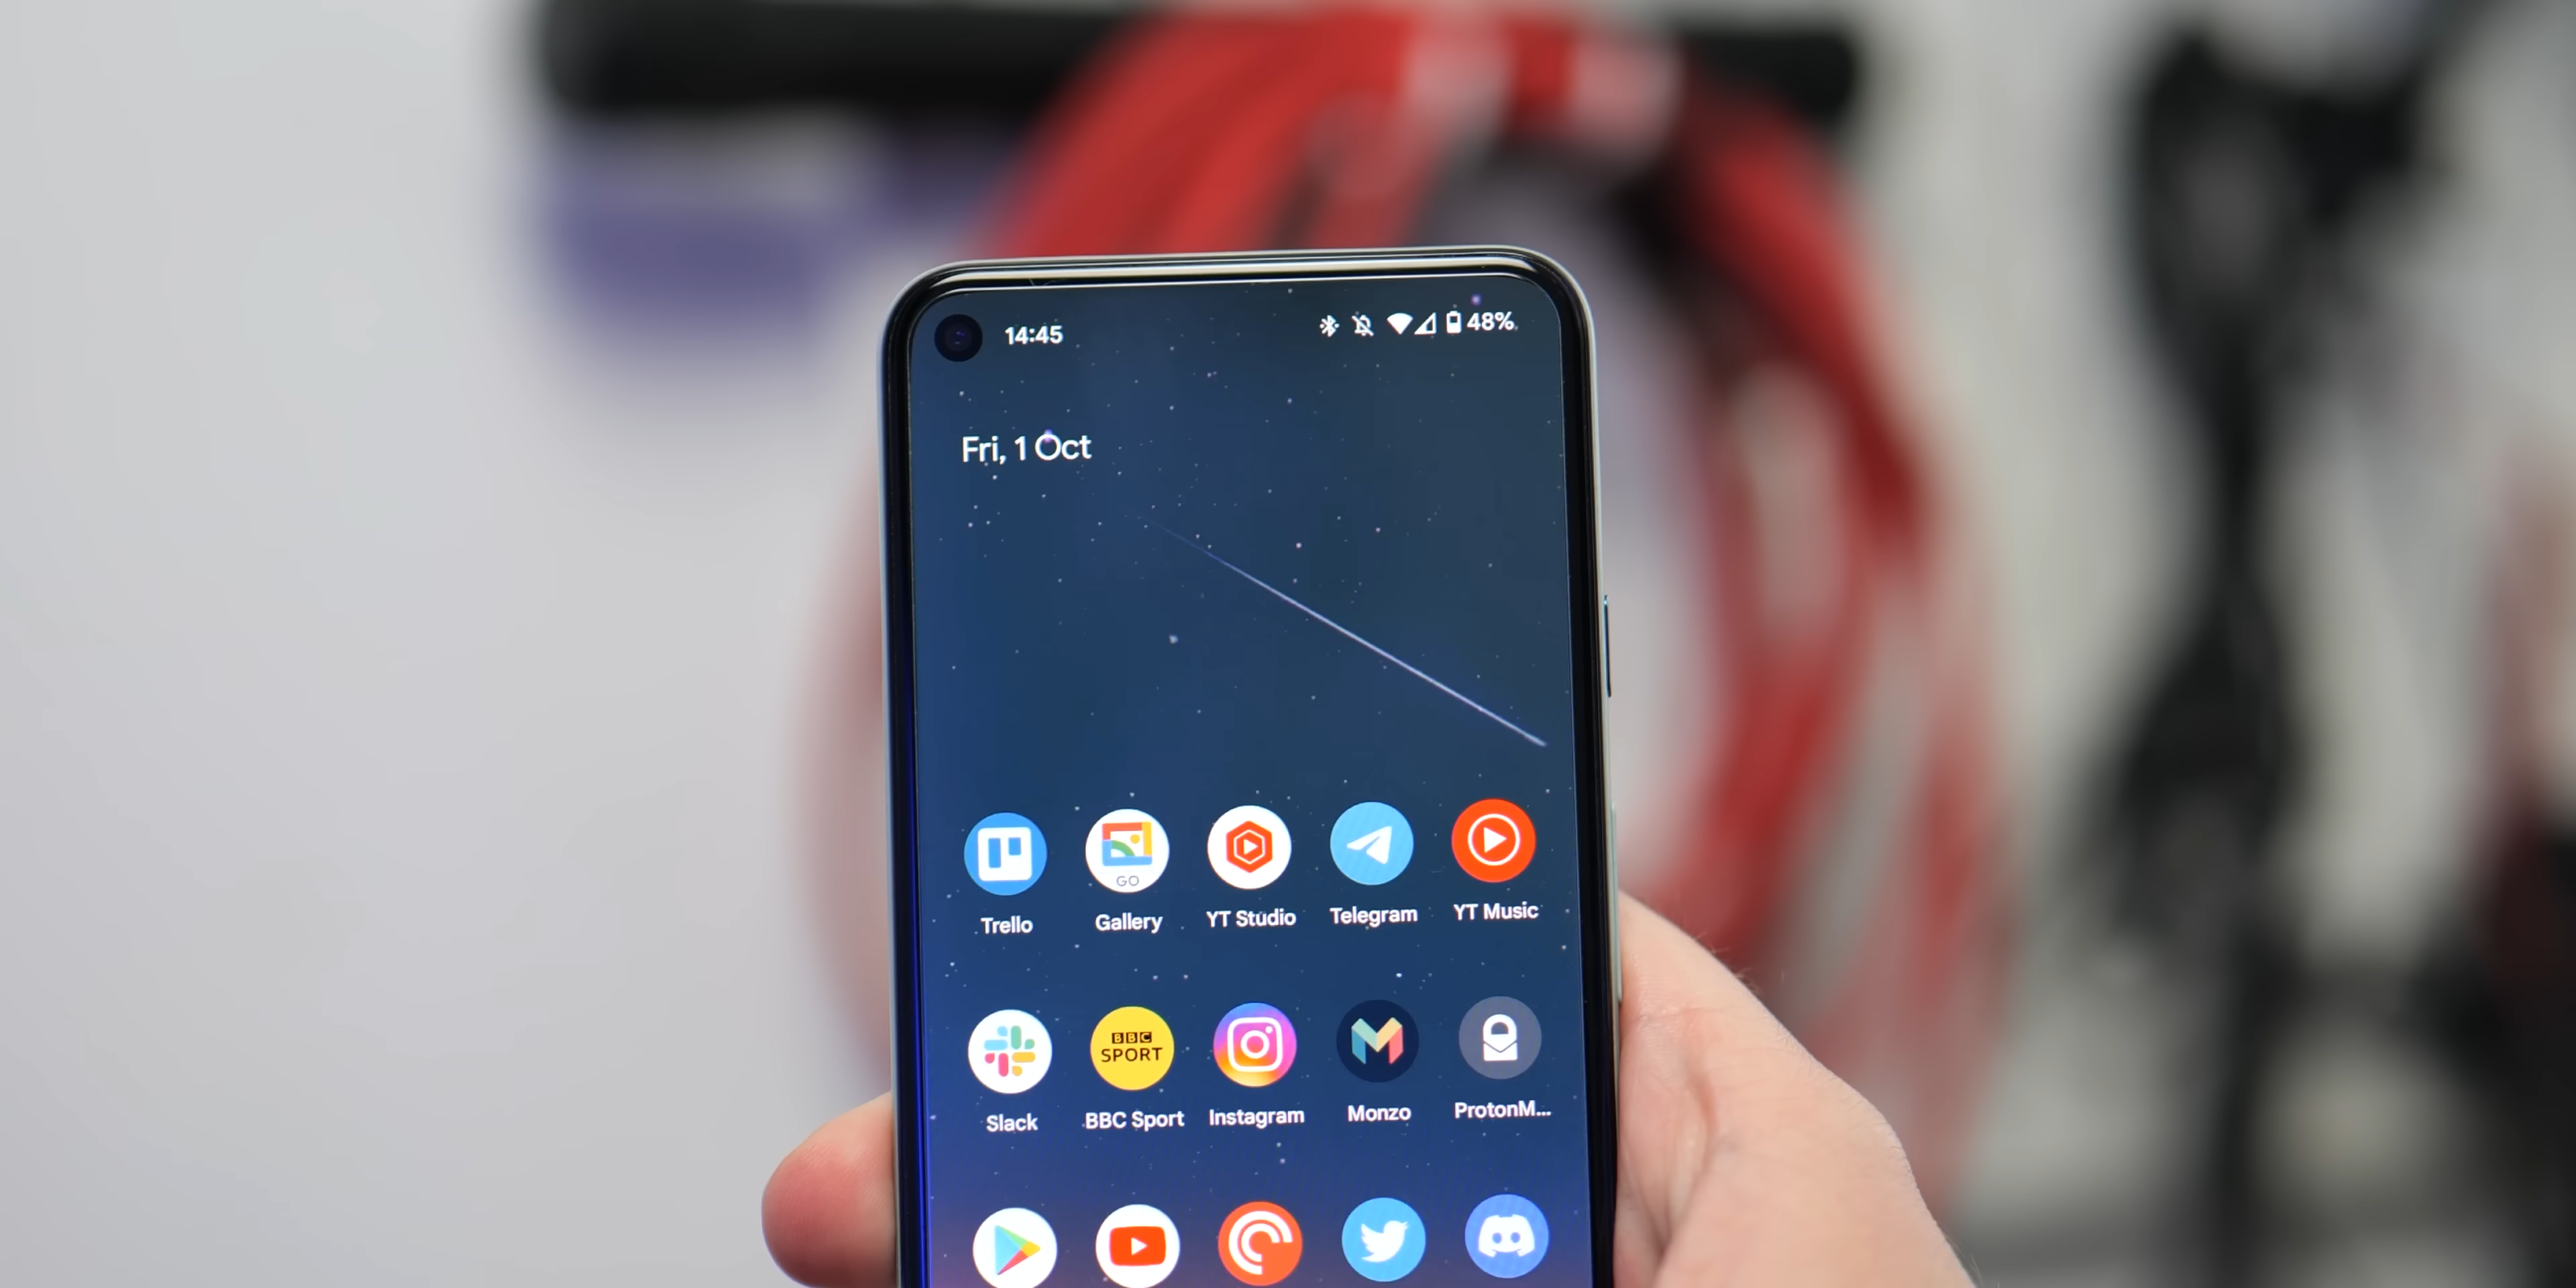 14:45
48%
Fri, 1 Oct
GO
Trello
Gallery
YT Studio
Telegram
YT Music
BBC
SPORT
Slack
BBC Sport
Instagram
Monzo
ProtonM...